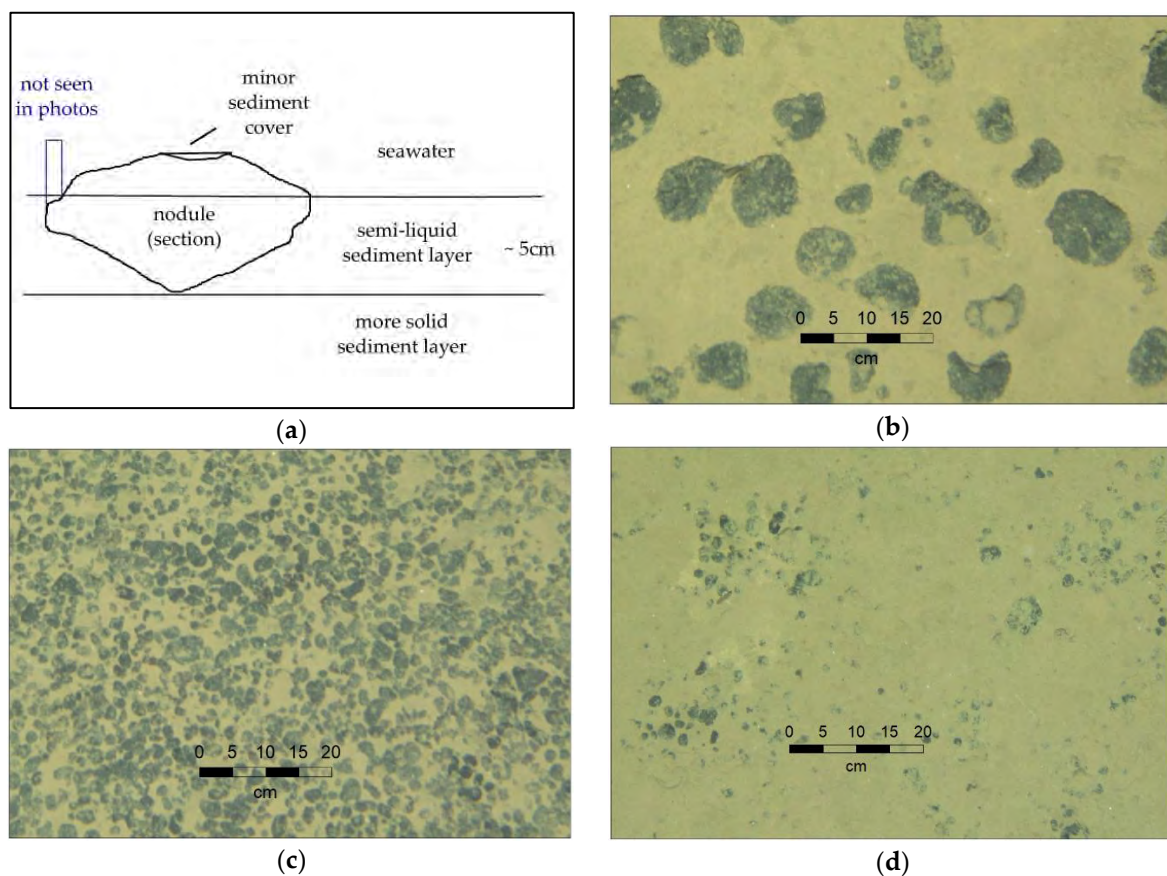 not seen
in photos
minor
sediment
cover
seawater
nodule
(section)
semi-liquid
sediment layer
~ 5cm
more solid
sediment layer
(a)
0 5 10 15 20
cm
(b)
0 5 10 15 20
cm
(c)
0 5 10 15 20
cm
(d)